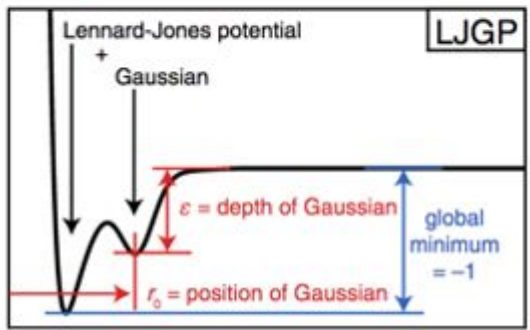 Lennard-Jones potential
+
Gaussian
LJGP
ε = depth of Gaussian
global
minimum
= –1
r₀ = position of Gaussian